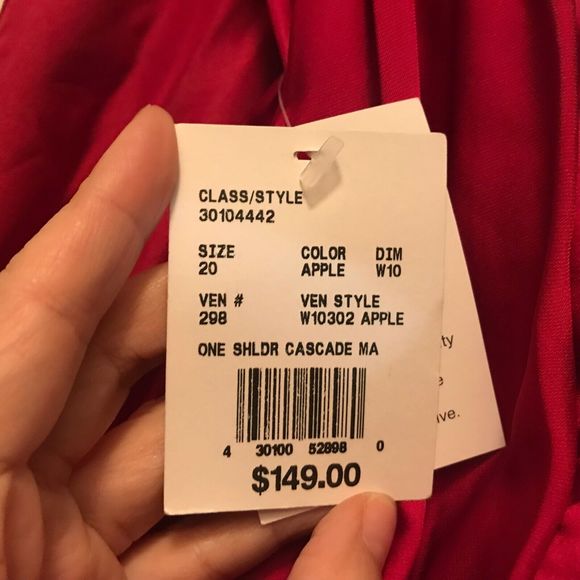 CLASS/STYLE
30104442
SIZE COLOR DIM
20 APPLE W10
VEN # VEN STYLE
298 W10302 APPLE
ONE SHLDR CASCADE MA
4 30100 52898 0
$149.00